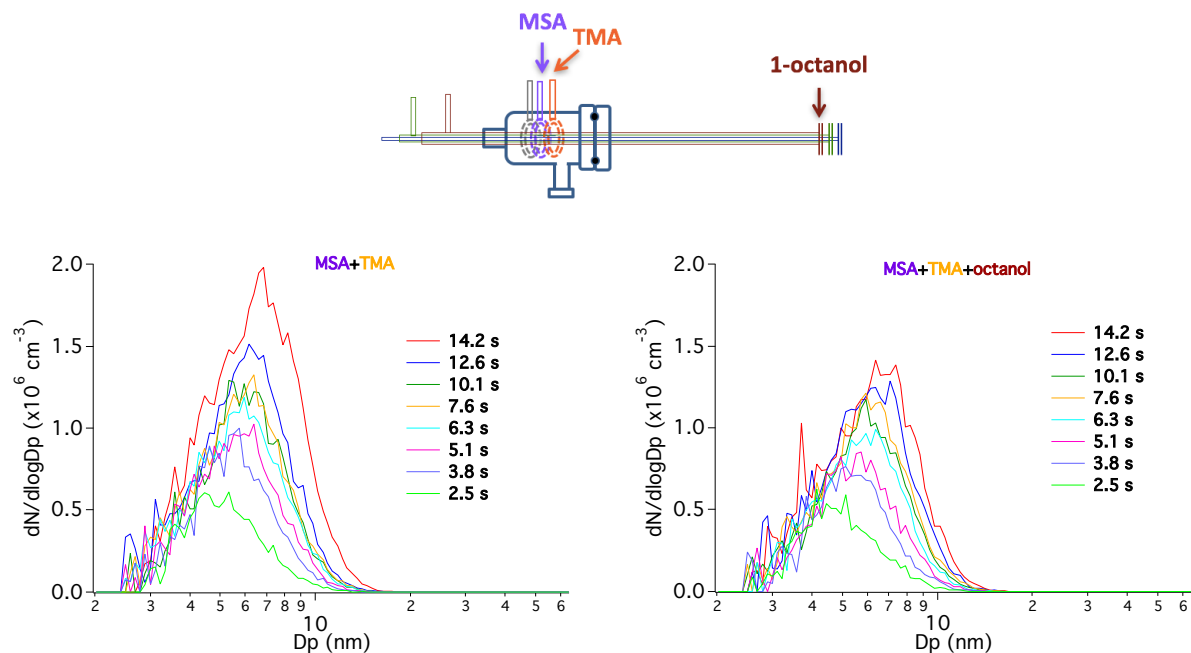 MSA
TMA
1-octanol
MSA+TMA
2.0
1.5
1.0
0.5
0.0
dN/dlogDp (x10^6 cm^-3)
14.2 s
12.6 s
10.1 s
7.6 s
6.3 s
5.1 s
3.8 s
2.5 s
2 3 4 5 6 7 8 9 10 2 3 4 5 6
Dp (nm)
MSA+TMA+octanol
2.0
1.5
1.0
0.5
0.0
dN/dlogDp (x10^6 cm^-3)
14.2 s
12.6 s
10.1 s
7.6 s
6.3 s
5.1 s
3.8 s
2.5 s
2 3 4 5 6 7 8 9 10 2 3 4 5 6
Dp (nm)